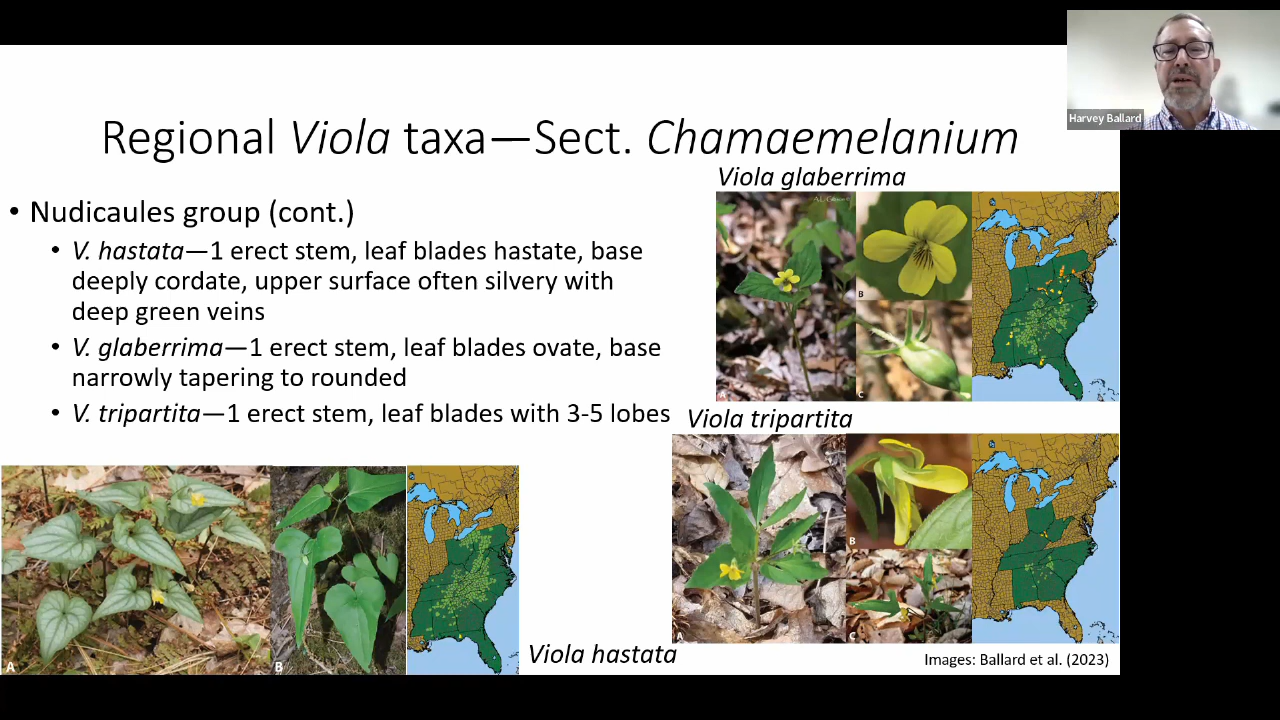 Harvey Ballard
Regional Viola taxa—Sect. Chamaemelanium
• Nudicaules group (cont.)
• V. hastata—1 erect stem, leaf blades hastate, base
deeply cordate, upper surface often silvery with
deep green veins
• V. glaberrima—1 erect stem, leaf blades ovate, base
narrowly tapering to rounded
• V. tripartita—1 erect stem, leaf blades with 3-5 lobes
Viola glaberrima
A
B
C
Viola tripartita
A
B
C
A
B
Viola hastata
Images: Ballard et al. (2023)